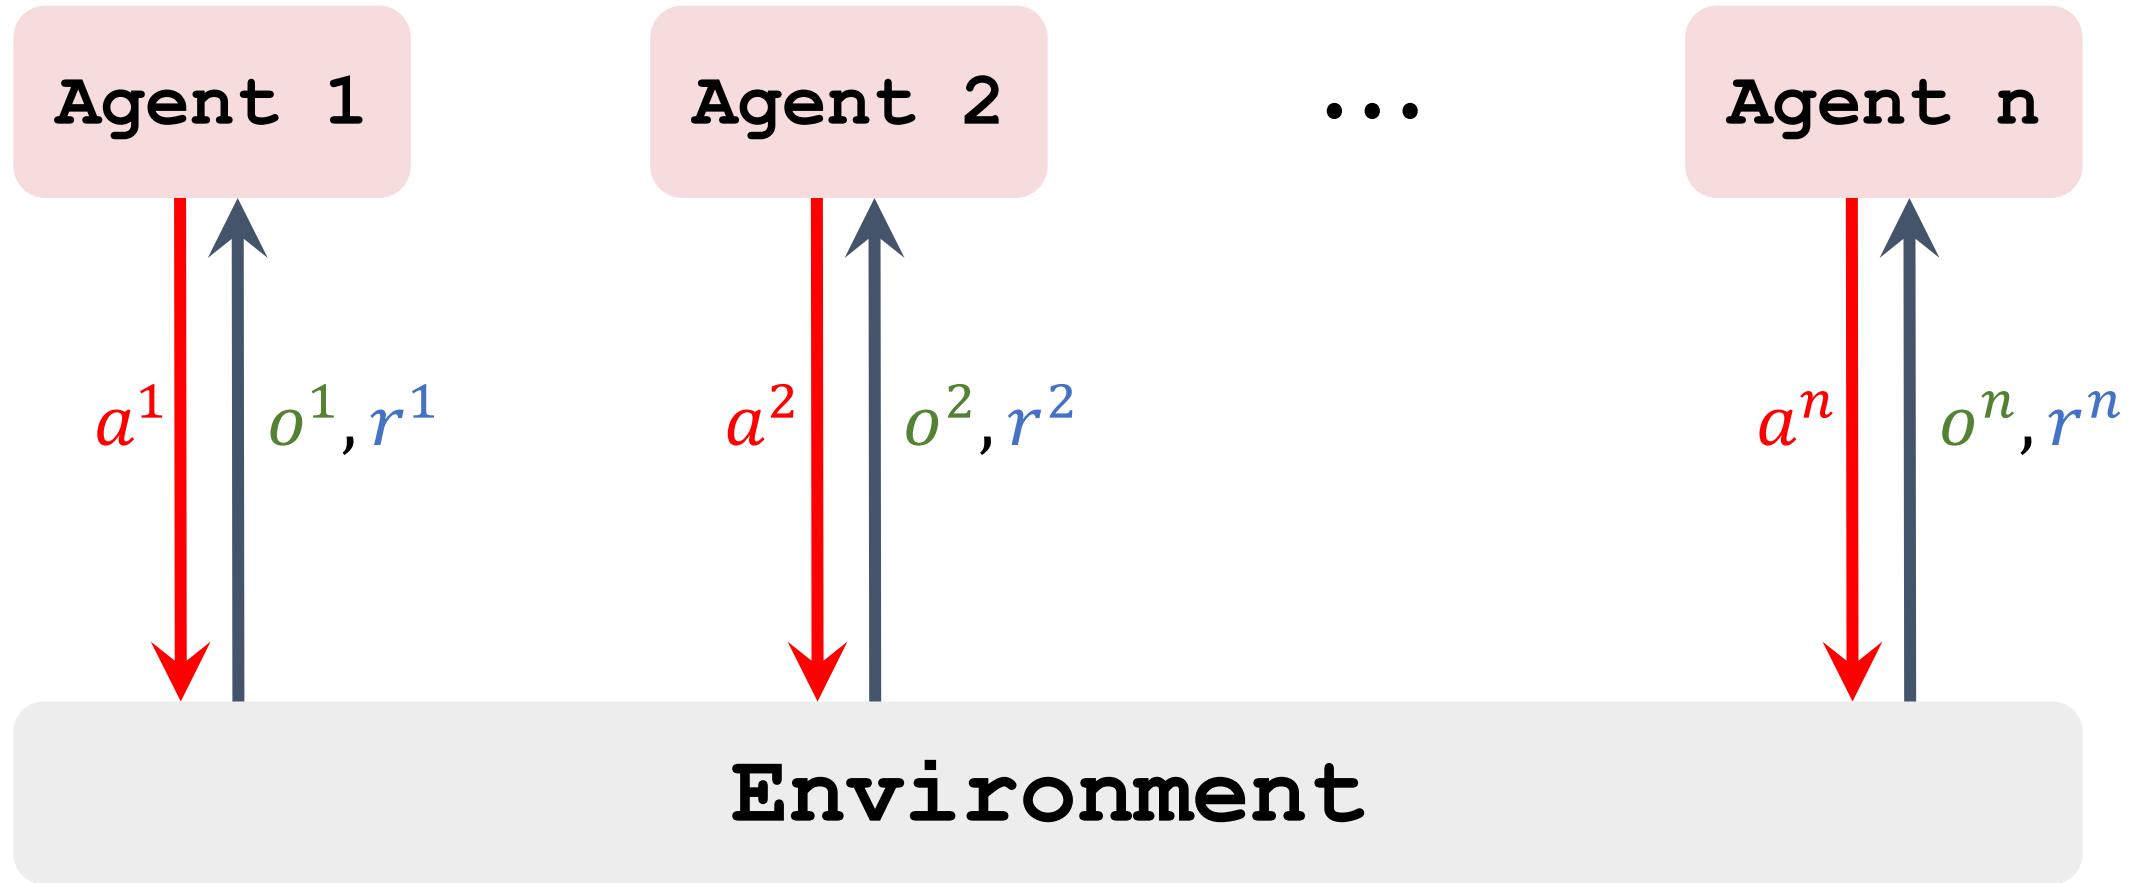 Agent 1 Agent 2 ... Agent n
a¹ o¹, r¹ a² o², r² aⁿ oⁿ, rⁿ
Environment